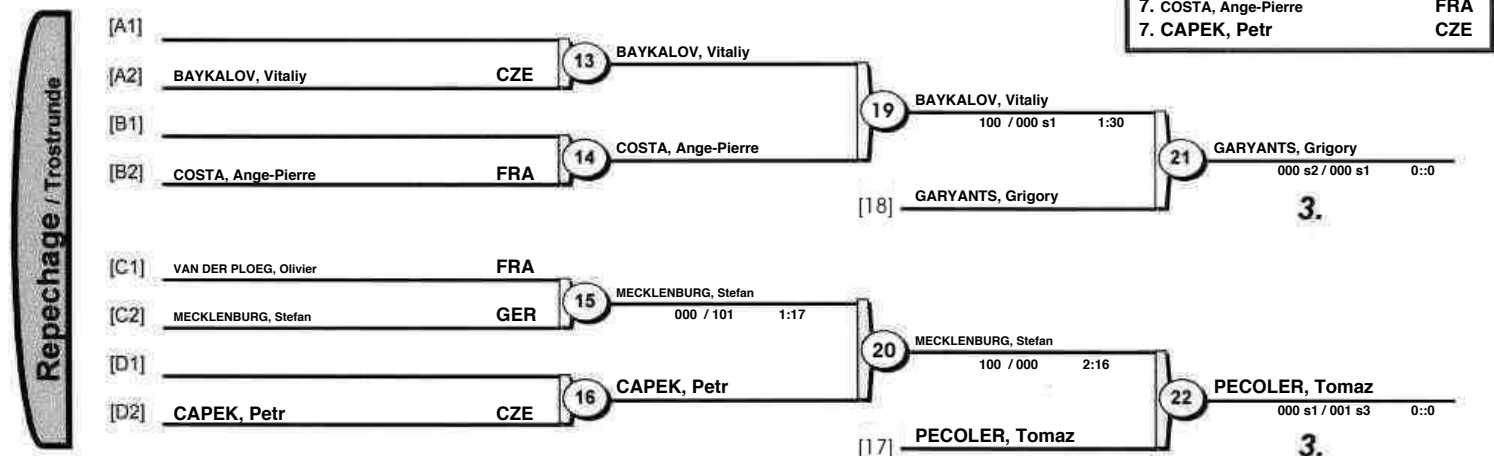 7. COSTA, Ange-Pierre FRA
7. CAPEK, Petr CZE
Repechage / Trostrunde
[A1]
[A2] BAYKALOV, Vitaliy CZE
13 BAYKALOV, Vitaliy
[B1]
[B2] COSTA, Ange-Pierre FRA
14 COSTA, Ange-Pierre
19 BAYKALOV, Vitaliy
100 / 000 s1 1:30
[18] GARYANTS, Grigory
21 GARYANTS, Grigory
000 s2 / 000 s1 0::0
3.
[C1] VAN DER PLOEG, Olivier FRA
[C2] MECKLENBURG, Stefan GER
15 MECKLENBURG, Stefan
000 / 101 1:17
[D1]
[D2] CAPEK, Petr CZE
16 CAPEK, Petr
20 MECKLENBURG, Stefan
100 / 000 2:16
[17] PECOLER, Tomaz
22 PECOLER, Tomaz
000 s1 / 001 s3 0::0
3.